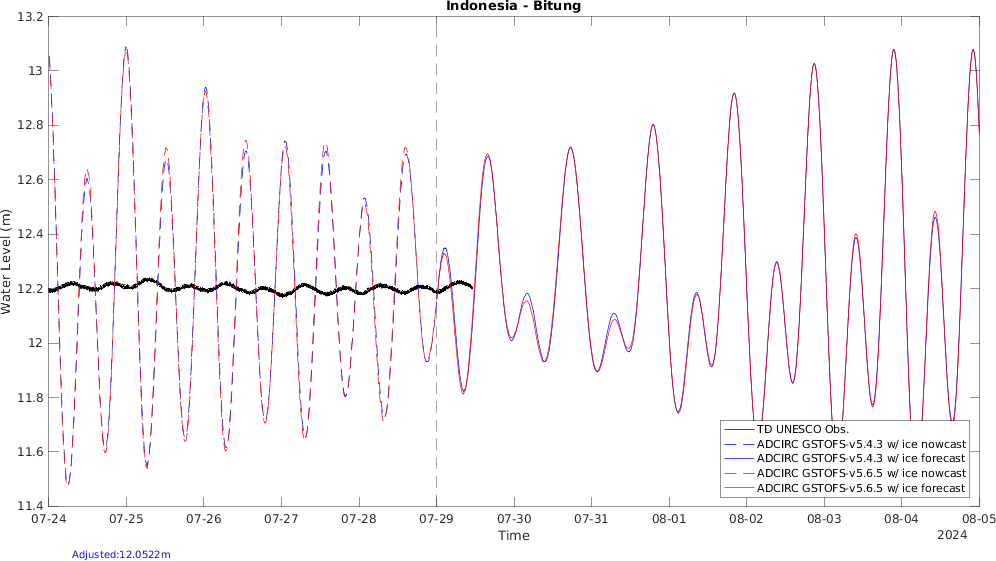 Indonesia - Bitung
Water Level (m)
13.2
13
12.8
12.6
12.4
12.2
12
11.8
11.6
11.4
TD UNESCO Obs.
ADCIRC GSTOFS-v5.4.3 w/ ice nowcast
ADCIRC GSTOFS-v5.4.3 w/ ice forecast
ADCIRC GSTOFS-v5.6.5 w/ ice nowcast
ADCIRC GSTOFS-v5.6.5 w/ ice forecast
07-24 07-25 07-26 07-27 07-28 07-29 07-30 07-31 08-01 08-02 08-03 08-04 08-05
Time
2024
Adjusted:12.0522m